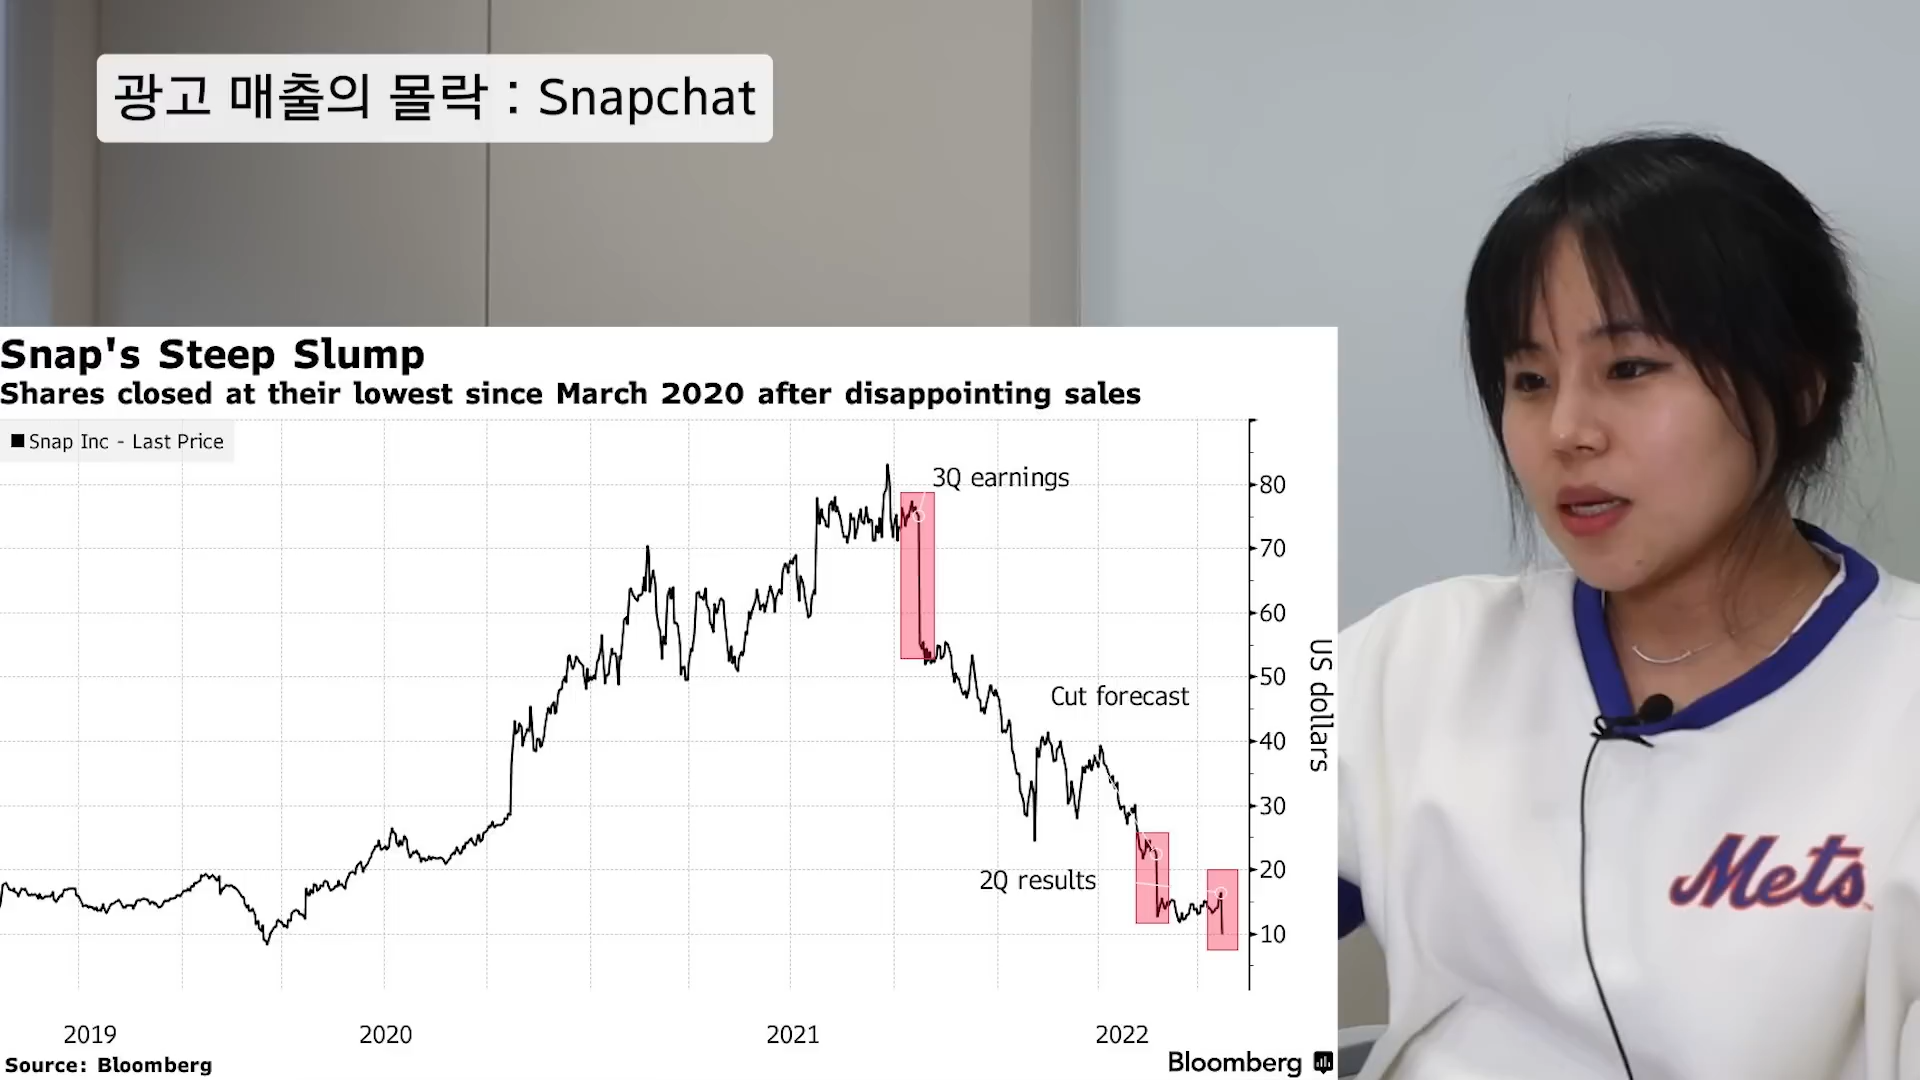 광고 매출의 몰락 : Snapchat
Snap's Steep Slump
Shares closed at their lowest since March 2020 after disappointing sales
Snap Inc - Last Price
3Q earnings
Cut forecast
2Q results
80
70
60
50
40
30
20
10
US dollars
2019
2020
2021
2022
Source: Bloomberg
Bloomberg
Mets